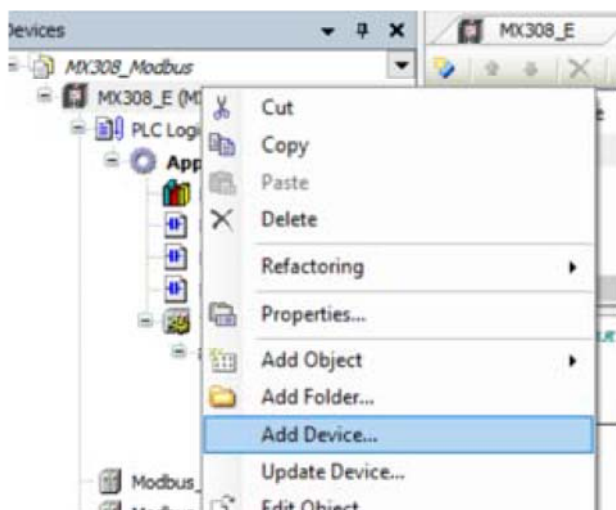 Devices
MX308_E
MX308_Modbus
MX308_E (M
PLC Logi
App
Cut
Copy
Paste
Delete
Refactoring
Properties...
Add Object
Add Folder...
Add Device...
Update Device...
Edit Object
Modbus_
Modbus